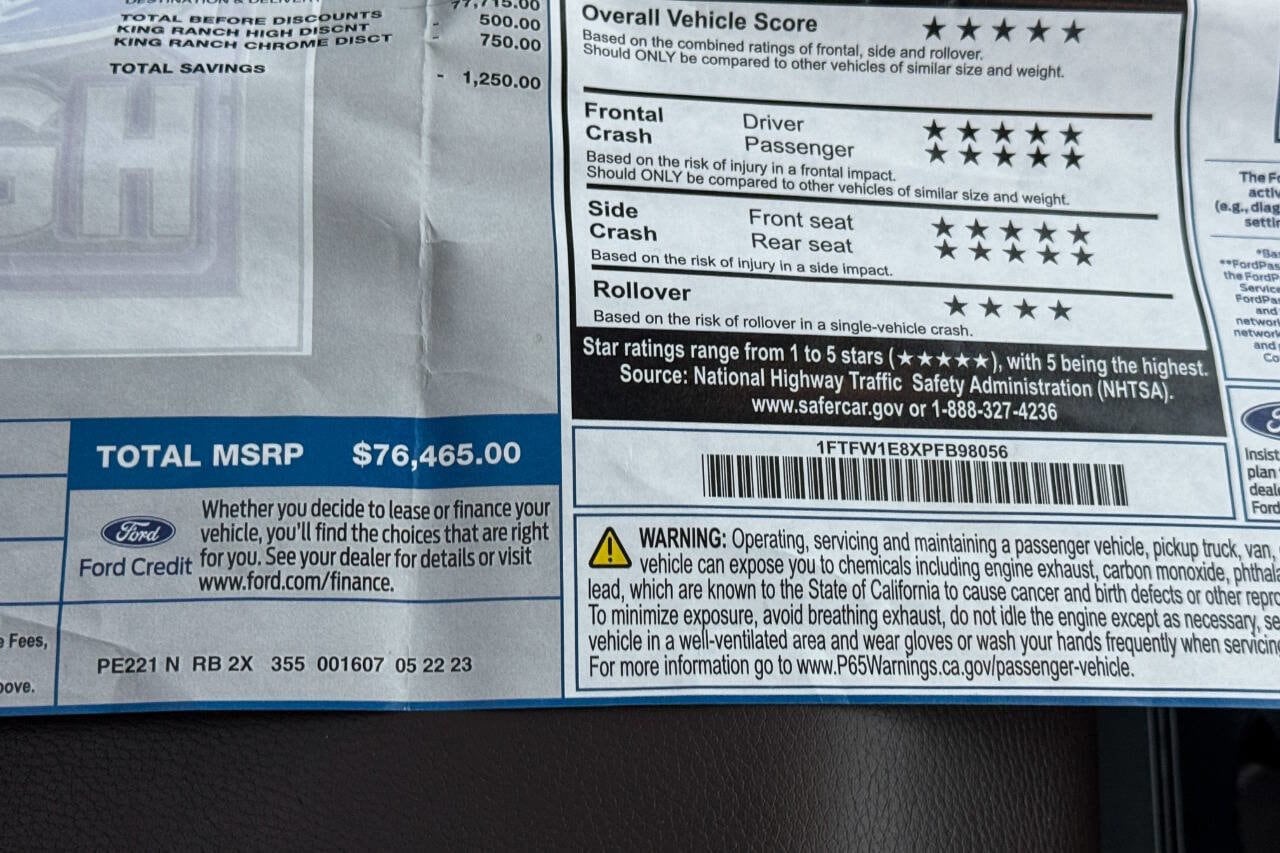 77,715.00
TOTAL BEFORE DISCOUNTS
KING RANCH HIGH DISCNT - 500.00
KING RANCH CHROME DISCT - 750.00
TOTAL SAVINGS - 1,250.00
GH
TOTAL MSRP $76,465.00
Ford
Ford Credit
Whether you decide to lease or finance your
vehicle, you'll find the choices that are right
for you. See your dealer for details or visit
www.ford.com/finance.
Fees,
PE221 N RB 2X 355 001607 05 22 23
Overall Vehicle Score ★★★★★
Based on the combined ratings of frontal, side and rollover.
Should ONLY be compared to other vehicles of similar size and weight.
Frontal Driver ★★★★★
Crash Passenger ★★★★★
Based on the risk of injury in a frontal impact.
Should ONLY be compared to other vehicles of similar size and weight.
Side Front seat ★★★★★
Crash Rear seat ★★★★★
Based on the risk of injury in a side impact.
Rollover ★★★★
Based on the risk of rollover in a single-vehicle crash.
Star ratings range from 1 to 5 stars (★★★★★), with 5 being the highest.
Source: National Highway Traffic Safety Administration (NHTSA).
www.safercar.gov or 1-888-327-4236
1FTFW1E8XPFB98056
WARNING: Operating, servicing and maintaining a passenger vehicle, pickup truck, van,
vehicle can expose you to chemicals including engine exhaust, carbon monoxide,
lead, which are known to the State of California to cause cancer and birth defects or other
To minimize exposure, avoid breathing exhaust, do not idle the engine except as necessary,
vehicle in a well-ventilated area and wear gloves or wash your hands frequently when
For more information go to www.P65Warnings.ca.gov/passenger-vehicle.
The
(e.g.,
the
and
and
Insist
plan
Ford